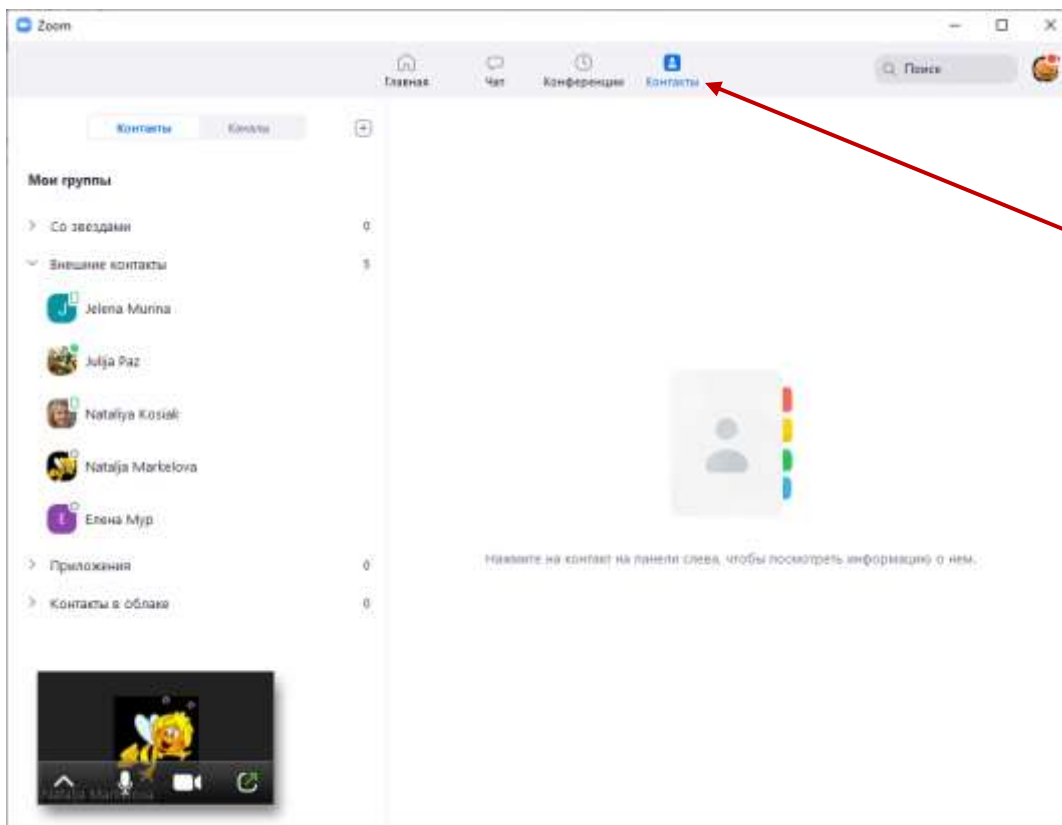 Zoom
Главная Чат Конференции Контакты
Поиск
Контакты Каналы
Мои группы
Со звездами 0
Внешние контакты 5
J Jelena Murina
Julija Paz
Nataliya Kosiak
Natalja Markelova
Е Елена Мур
Приложения 0
Контакты в облаке 0
Нажмите на контакт на панели слева, чтобы посмотреть информацию о нем.
Natalja Markelova